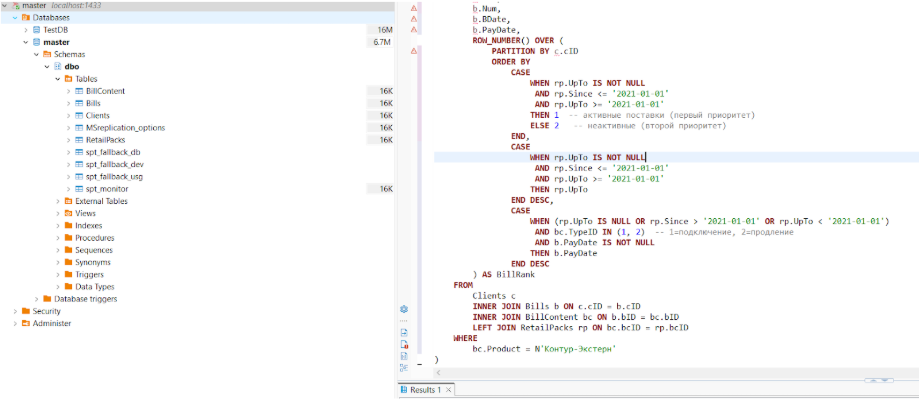 master localhost:1433
Databases
TestDB 16M
master 6.7M
Schemas
dbo
Tables
BillContent 16K
Bills 16K
Clients 16K
MSreplication_options 16K
RetailPacks 16K
spt_fallback_db
spt_fallback_dev
spt_fallback_usg
spt_monitor 16K
External Tables
Views
Indexes
Procedures
Sequences
Synonyms
Triggers
Data Types
Database triggers
Security
Administer
b.Num,
b.BDate,
b.PayDate,
ROW_NUMBER() OVER (
PARTITION BY c.cID
ORDER BY
CASE
WHEN rp.UpTo IS NOT NULL
AND rp.Since <= '2021-01-01'
AND rp.UpTo >= '2021-01-01'
THEN 1 -- активные поставки (первый приоритет)
ELSE 2 -- неактивные (второй приоритет)
END,
CASE
WHEN rp.UpTo IS NOT NULL
AND rp.Since <= '2021-01-01'
AND rp.UpTo >= '2021-01-01'
THEN rp.UpTo
END DESC,
CASE
WHEN (rp.UpTo IS NULL OR rp.Since > '2021-01-01' OR rp.UpTo < '2021-01-01')
AND bc.TypeID IN (1, 2) -- 1=подключение, 2=продление
AND b.PayDate IS NOT NULL
THEN b.PayDate
END DESC
) AS BillRank
FROM
Clients c
INNER JOIN Bills b ON c.cID = b.cID
INNER JOIN BillContent bc ON b.bID = bc.bID
LEFT JOIN RetailPacks rp ON bc.bcID = rp.bcID
WHERE
bc.Product = N'Контур-Экстерн'
)
Results 1